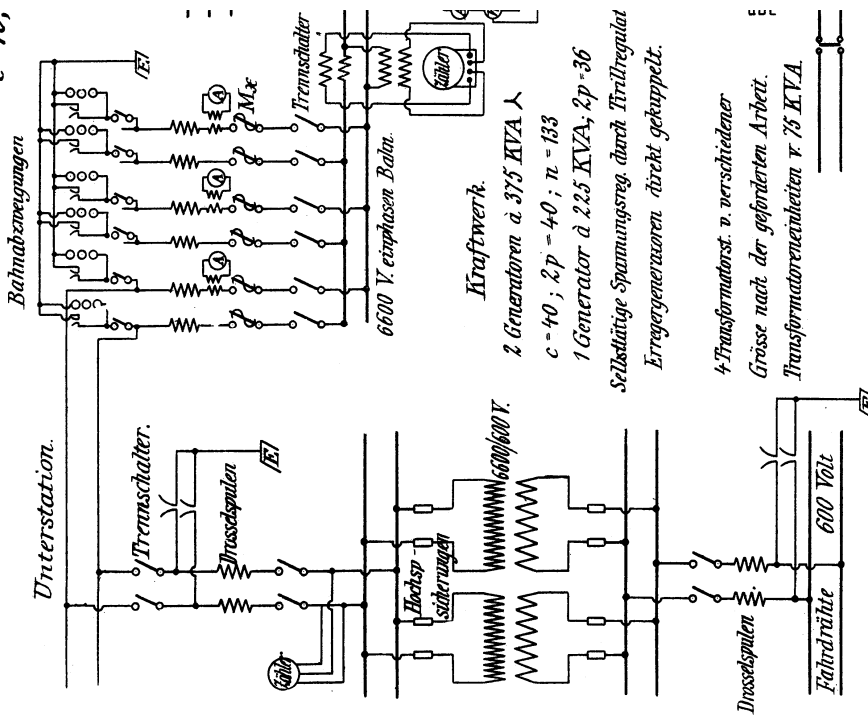 Bahnabzweigungen
E
A
Mx
A
A
Trennschalter
Zähler
6600 V. einphasen Bahn.
Kraftwerk.
2 Generatoren à 375 KVA
c = 40 ; 2p = 40 ; n = 133
1 Generator à 225 KVA; 2p = 36
Selbsttätige Spannungsreg. durch Tirillregulat
Erregergeneratoren direkt gekuppelt.
4 Transformatorst. v. verschiedener
Grösse nach der geforderten Arbeit.
Transformatoreneinheiten v. 75 KVA
Unterstation.
Trennschalter.
E
Drosselspulen
Zähler
Hochsp-
sicherungen
6600/600 V.
Drosselspulen
E
Fahrdrähte 600 Volt